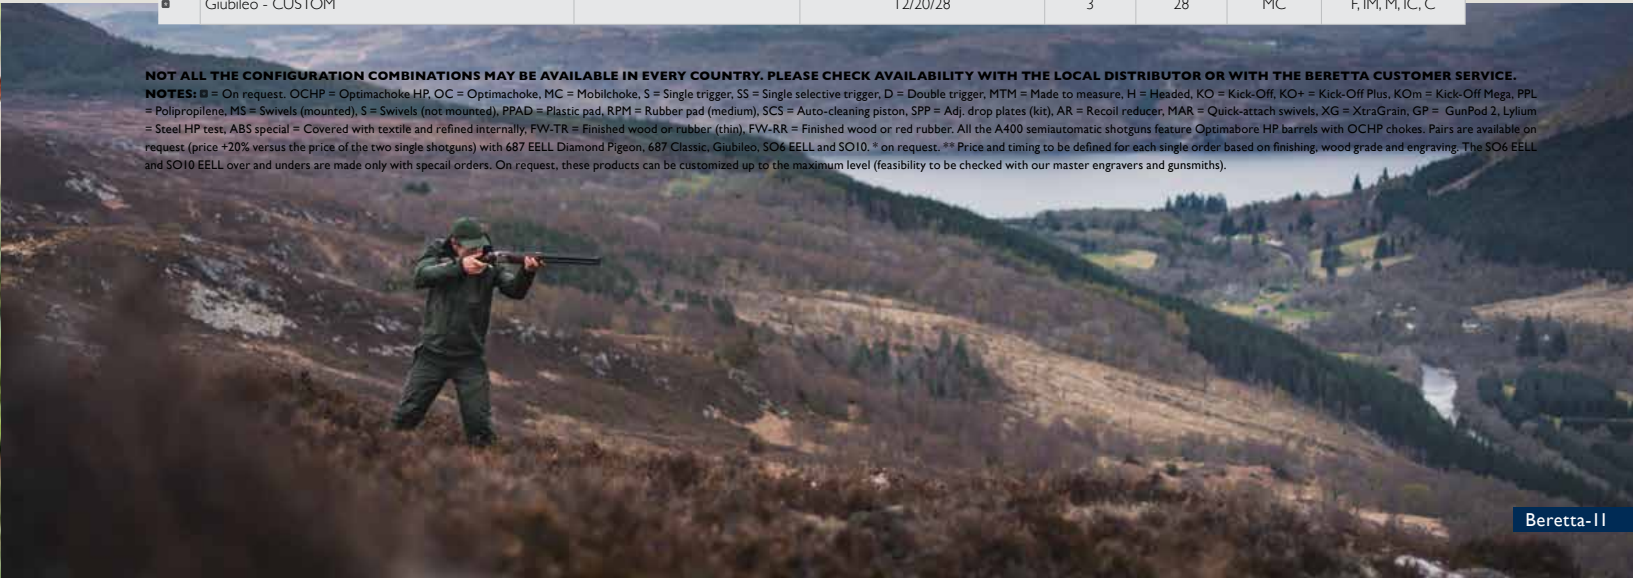 Giubileo - CUSTOM 12/20/28 3 28 MC F, IM, M, IC, C
NOT ALL THE CONFIGURATION COMBINATIONS MAY BE AVAILABLE IN EVERY COUNTRY. PLEASE CHECK AVAILABILITY WITH THE LOCAL DISTRIBUTOR OR WITH THE BERETTA CUSTOMER SERVICE.
NOTES: = On request. OCHP = Optimachoke HP, OC = Optimachoke, MC = Mobilchoke, S = Single trigger, SS = Single selective trigger, D = Double trigger, MTM = Made to measure, H = Headed, KO = Kick-Off, KO+ = Kick-Off Plus, KOm = Kick-Off Mega, PPL
= Polipropilene, MS = Swivels (mounted), S = Swivels (not mounted), PPAD = Plastic pad, RPM = Rubber pad (medium), SCS = Auto-cleaning piston, SPP = Adj. drop plates (kit), AR = Recoil reducer, MAR = Quick-attach swivels, XG = XtraGrain, GP = GunPod 2, Lylium
= Steel HP test, ABS special = Covered with textile and refined internally, FW-TR = Finished wood or rubber (thin), FW-RR = Finished wood or red rubber. All the A400 semiautomatic shotguns feature Optimabore HP barrels with OCHP chokes. Pairs are available on
request (price +20% versus the price of the two single shotguns) with 687 EELL Diamond Pigeon, 687 Classic, Giubileo, SO6 EELL and SO10. * on request. ** Price and timing to be defined for each single order based on finishing, wood grade and engraving. The SO6 EELL
and SO10 EELL over and unders are made only with specail orders. On request, these products can be customized up to the maximum level (feasibility to be checked with our master engravers and gunsmiths).
Beretta-11